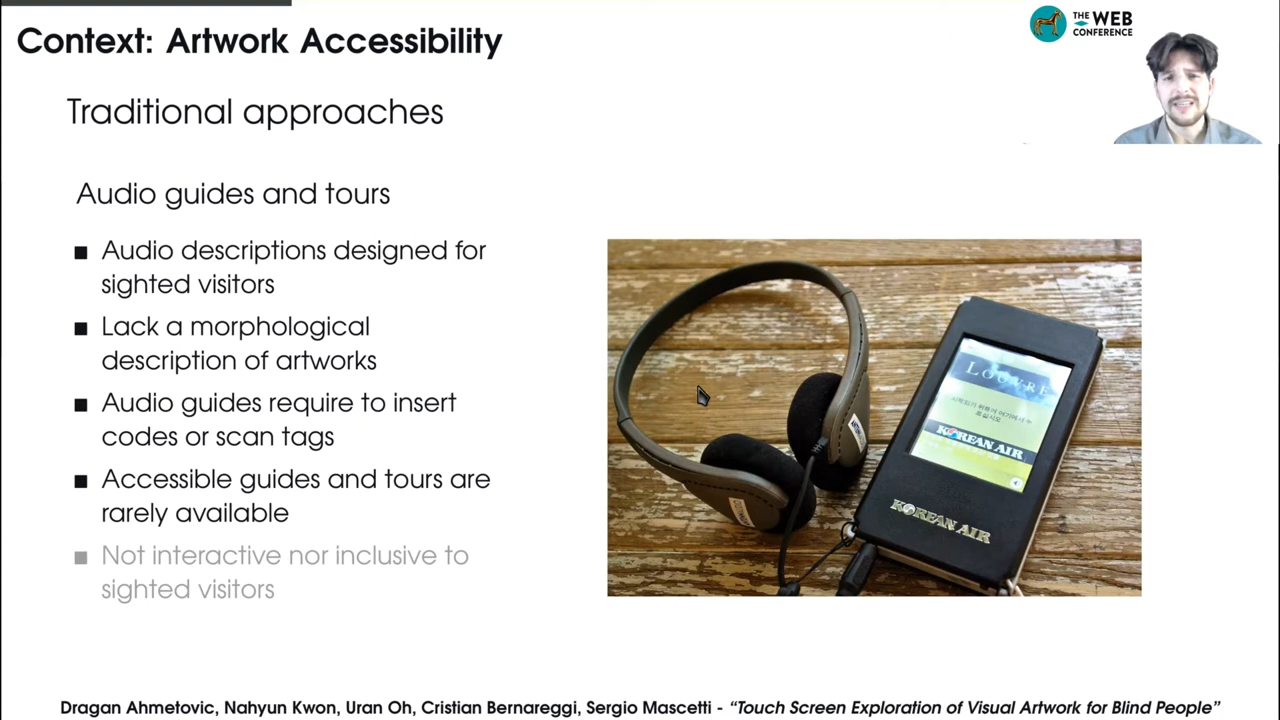 Context: Artwork Accessibility
THE WEB
CONFERENCE
Traditional approaches
Audio guides and tours
■ Audio descriptions designed for
sighted visitors
■ Lack a morphological
description of artworks
■ Audio guides require to insert
codes or scan tags
■ Accessible guides and tours are
rarely available
■ Not interactive nor inclusive to
sighted visitors
LOUVRE
KOREAN AIR
KOREAN AIR
Dragan Ahmetovic, Nahyun Kwon, Uran Oh, Cristian Bernareggi, Sergio Mascetti - “Touch Screen Exploration of Visual Artwork for Blind People”